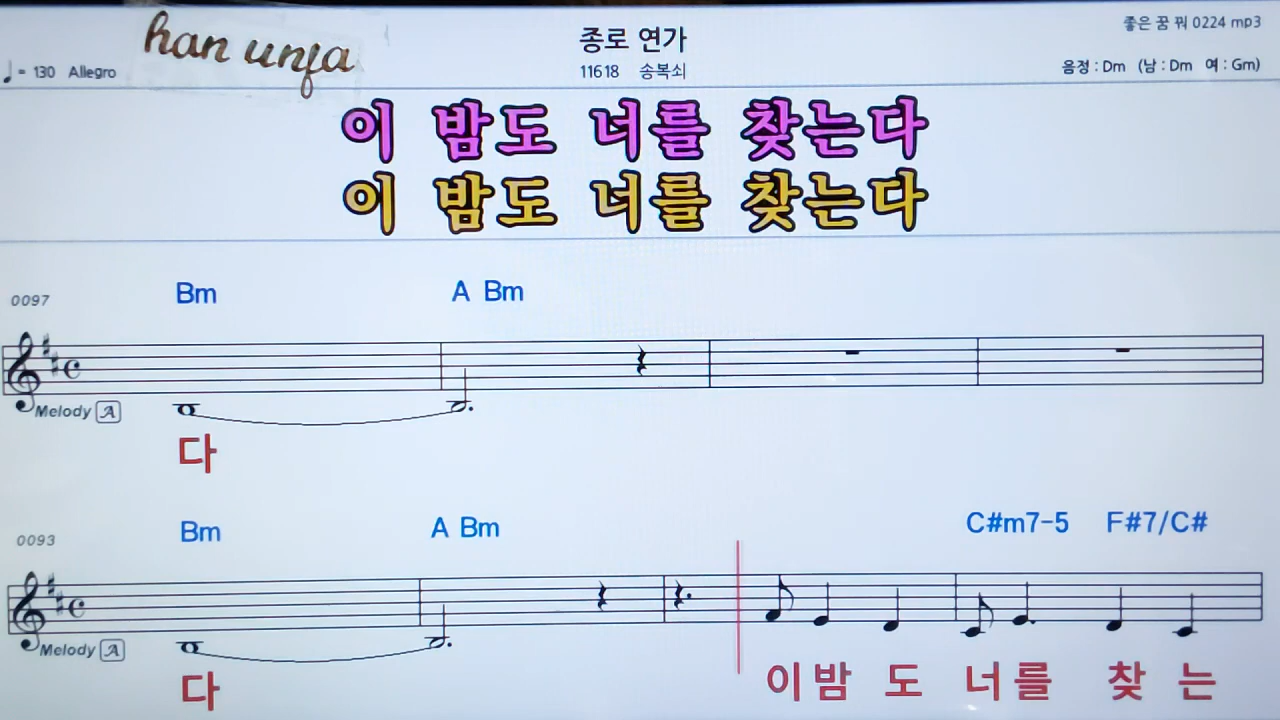 han unja
종로 연가
좋은 꿈 꿔 0224 mp3
♩= 130 Allegro
11618 송복쇠
음정 : Dm (남 : Dm 여 : Gm)
이 밤도 너를 찾는다
이 밤도 너를 찾는다
0097 Bm A Bm
Melody A
다
0093 Bm A Bm C#m7-5 F#7/C#
Melody A
다 이 밤 도 너 를 찾 는